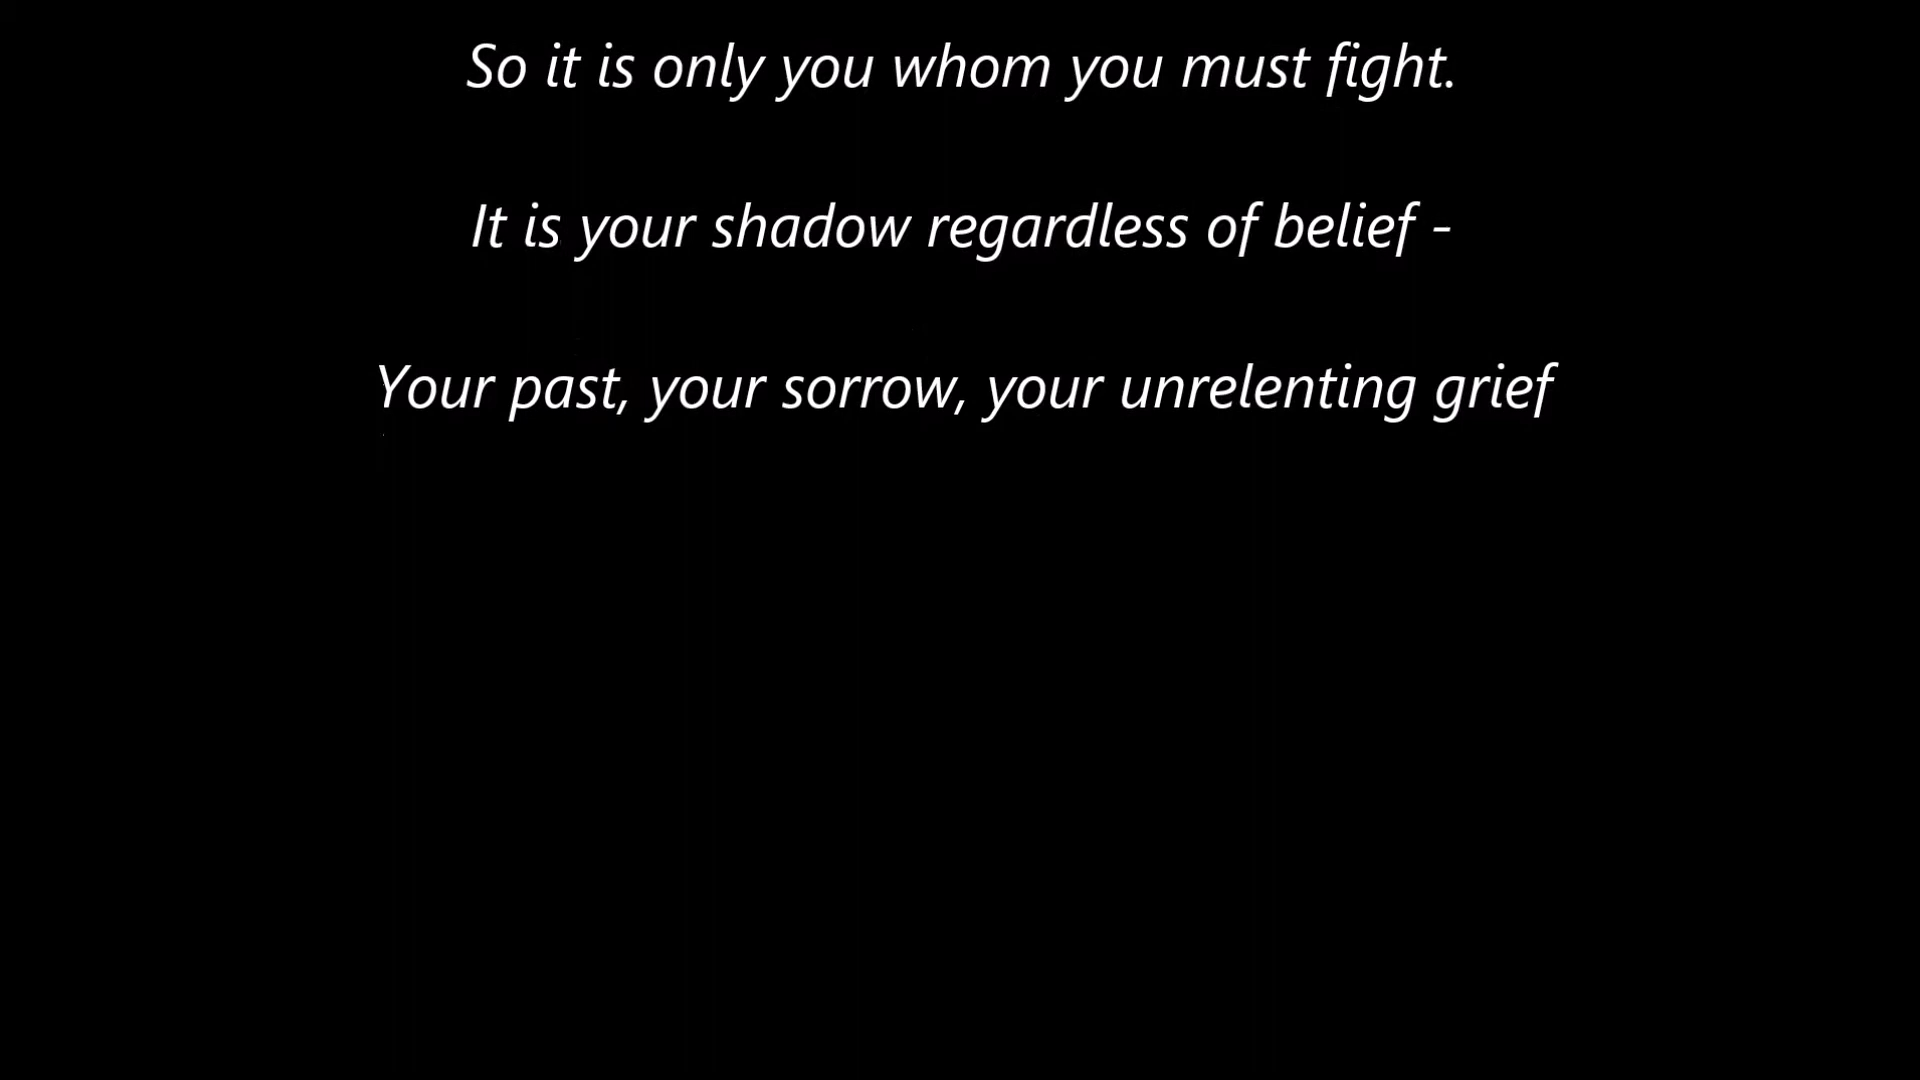 So it is only you whom you must fight.
It is your shadow regardless of belief -
Your past, your sorrow, your unrelenting grief